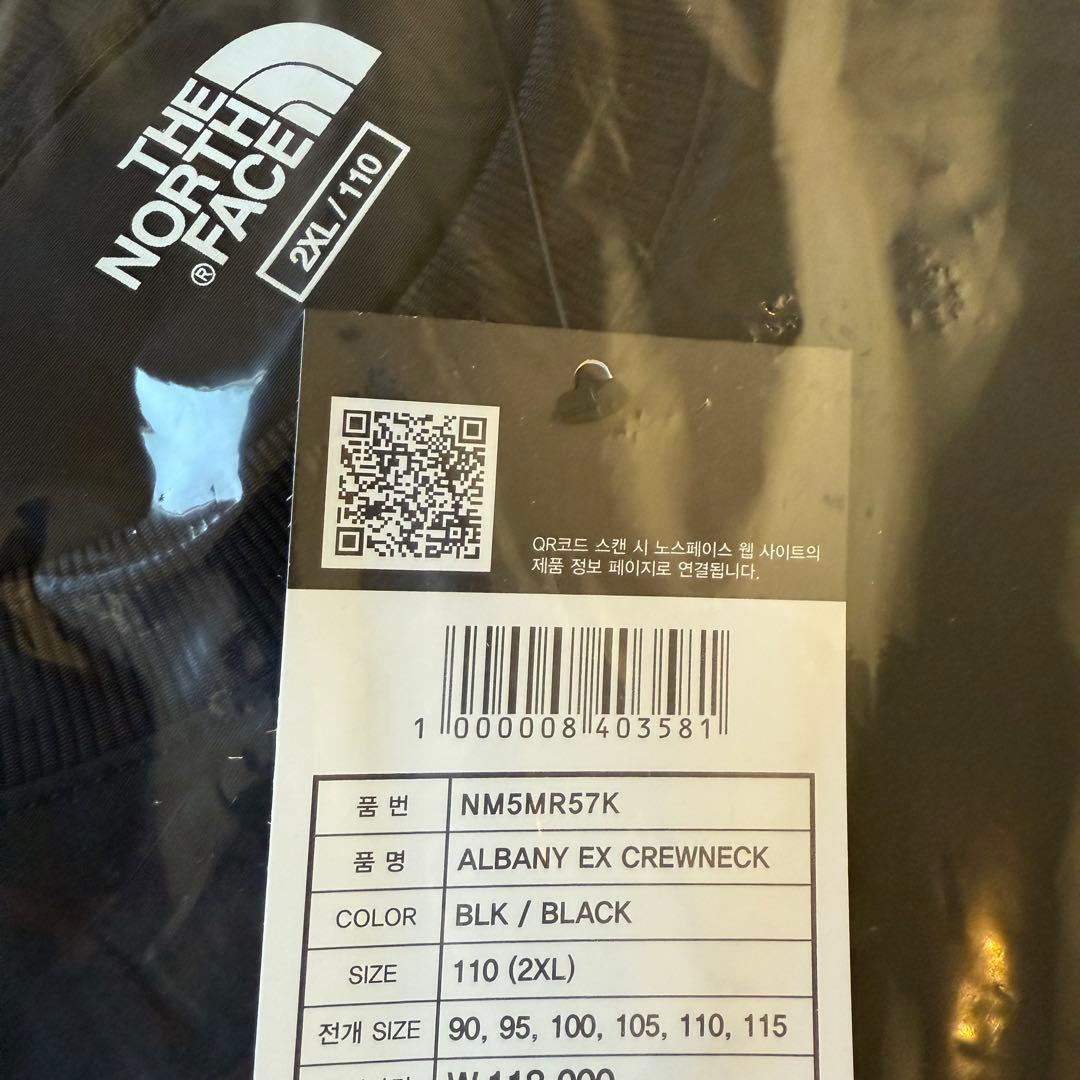 THE
NORTH
FACE
®
2XL / 110
QR코드 스캔 시 노스페이스 웹 사이트의
제품 정보 페이지로 연결됩니다.
1 000008 403581
품 번 NM5MR57K
품 명 ALBANY EX CREWNECK
COLOR BLK / BLACK
SIZE 110 (2XL)
전개 SIZE 90, 95, 100, 105, 110, 115